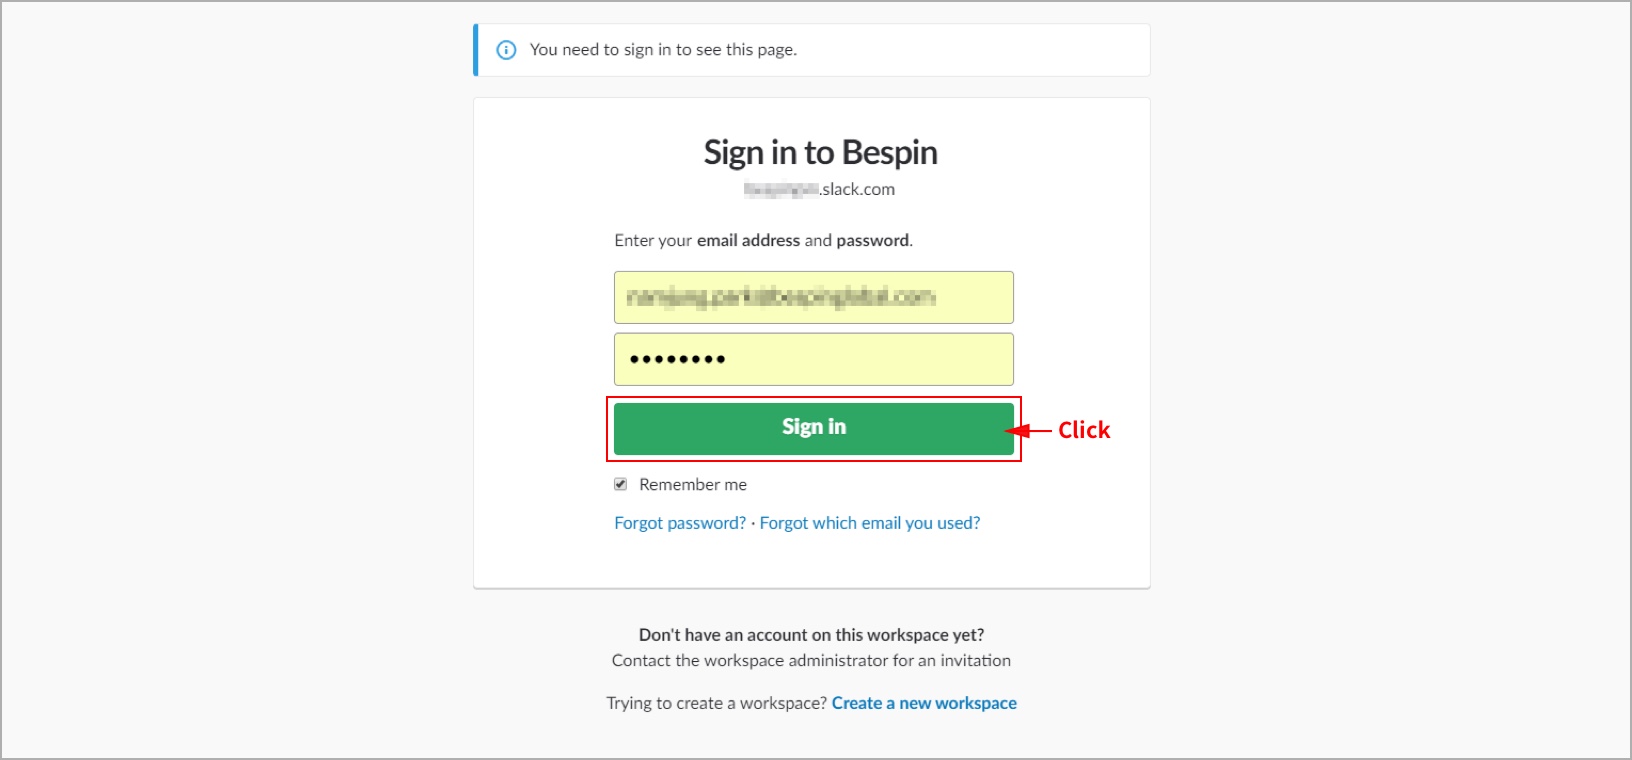 You need to sign in to see this page.
Sign in to Bespin
.slack.com
Enter your email address and password.
••••••••
Sign in
Click
Remember me
Forgot password? · Forgot which email you used?
Don't have an account on this workspace yet?
Contact the workspace administrator for an invitation
Trying to create a workspace? Create a new workspace